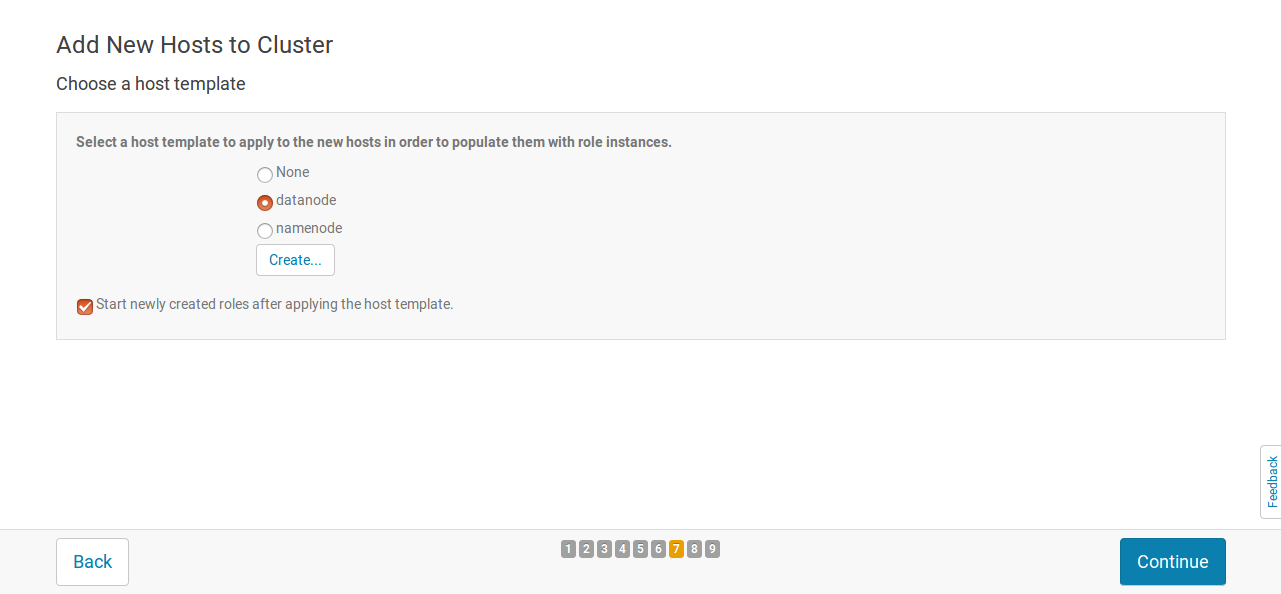 Add New Hosts to Cluster
Choose a host template
Select a host template to apply to the new hosts in order to populate them with role instances.
None
datanode
namenode
Create...
Start newly created roles after applying the host template.
Feedback
Back
1 2 3 4 5 6 7 8 9
Continue